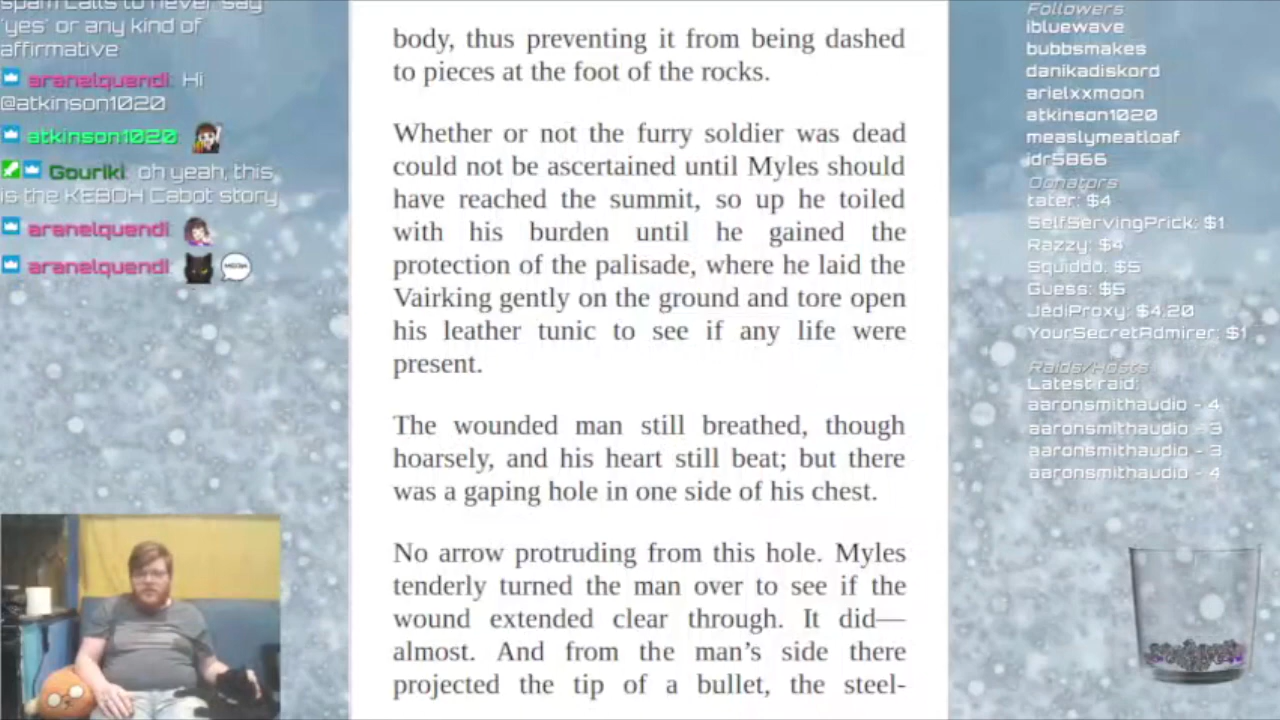 spam calls to never say
'yes' or any kind of
affirmative
aranelquendi: Hi
@atkinson1020
atkinson1020:
Gouriki: oh yeah, this
is the KEBOH Cabot story
aranelquendi:
aranelquendi:
body, thus preventing it from being dashed
to pieces at the foot of the rocks.
Whether or not the furry soldier was dead
could not be ascertained until Myles should
have reached the summit, so up he toiled
with his burden until he gained the
protection of the palisade, where he laid the
Vairking gently on the ground and tore open
his leather tunic to see if any life were
present.
The wounded man still breathed, though
hoarsely, and his heart still beat; but there
was a gaping hole in one side of his chest.
No arrow protruding from this hole. Myles
tenderly turned the man over to see if the
wound extended clear through. It did—
almost. And from the man’s side there
projected the tip of a bullet, the steel-
Followers
ibluewave
bubbsmakes
danikadiskord
arielxxmoon
atkinson1020
measlymeatloaf
jdr5866
Donators
tater: $4
SelfServingPrick: $1
Razzy: $4
Squiddo: $5
Guess: $5
JediProxy: $4.20
YourSecretAdmirer: $1
Raids/Hosts
Latest raid:
aaronsmithaudio - 4
aaronsmithaudio - 3
aaronsmithaudio - 3
aaronsmithaudio - 4